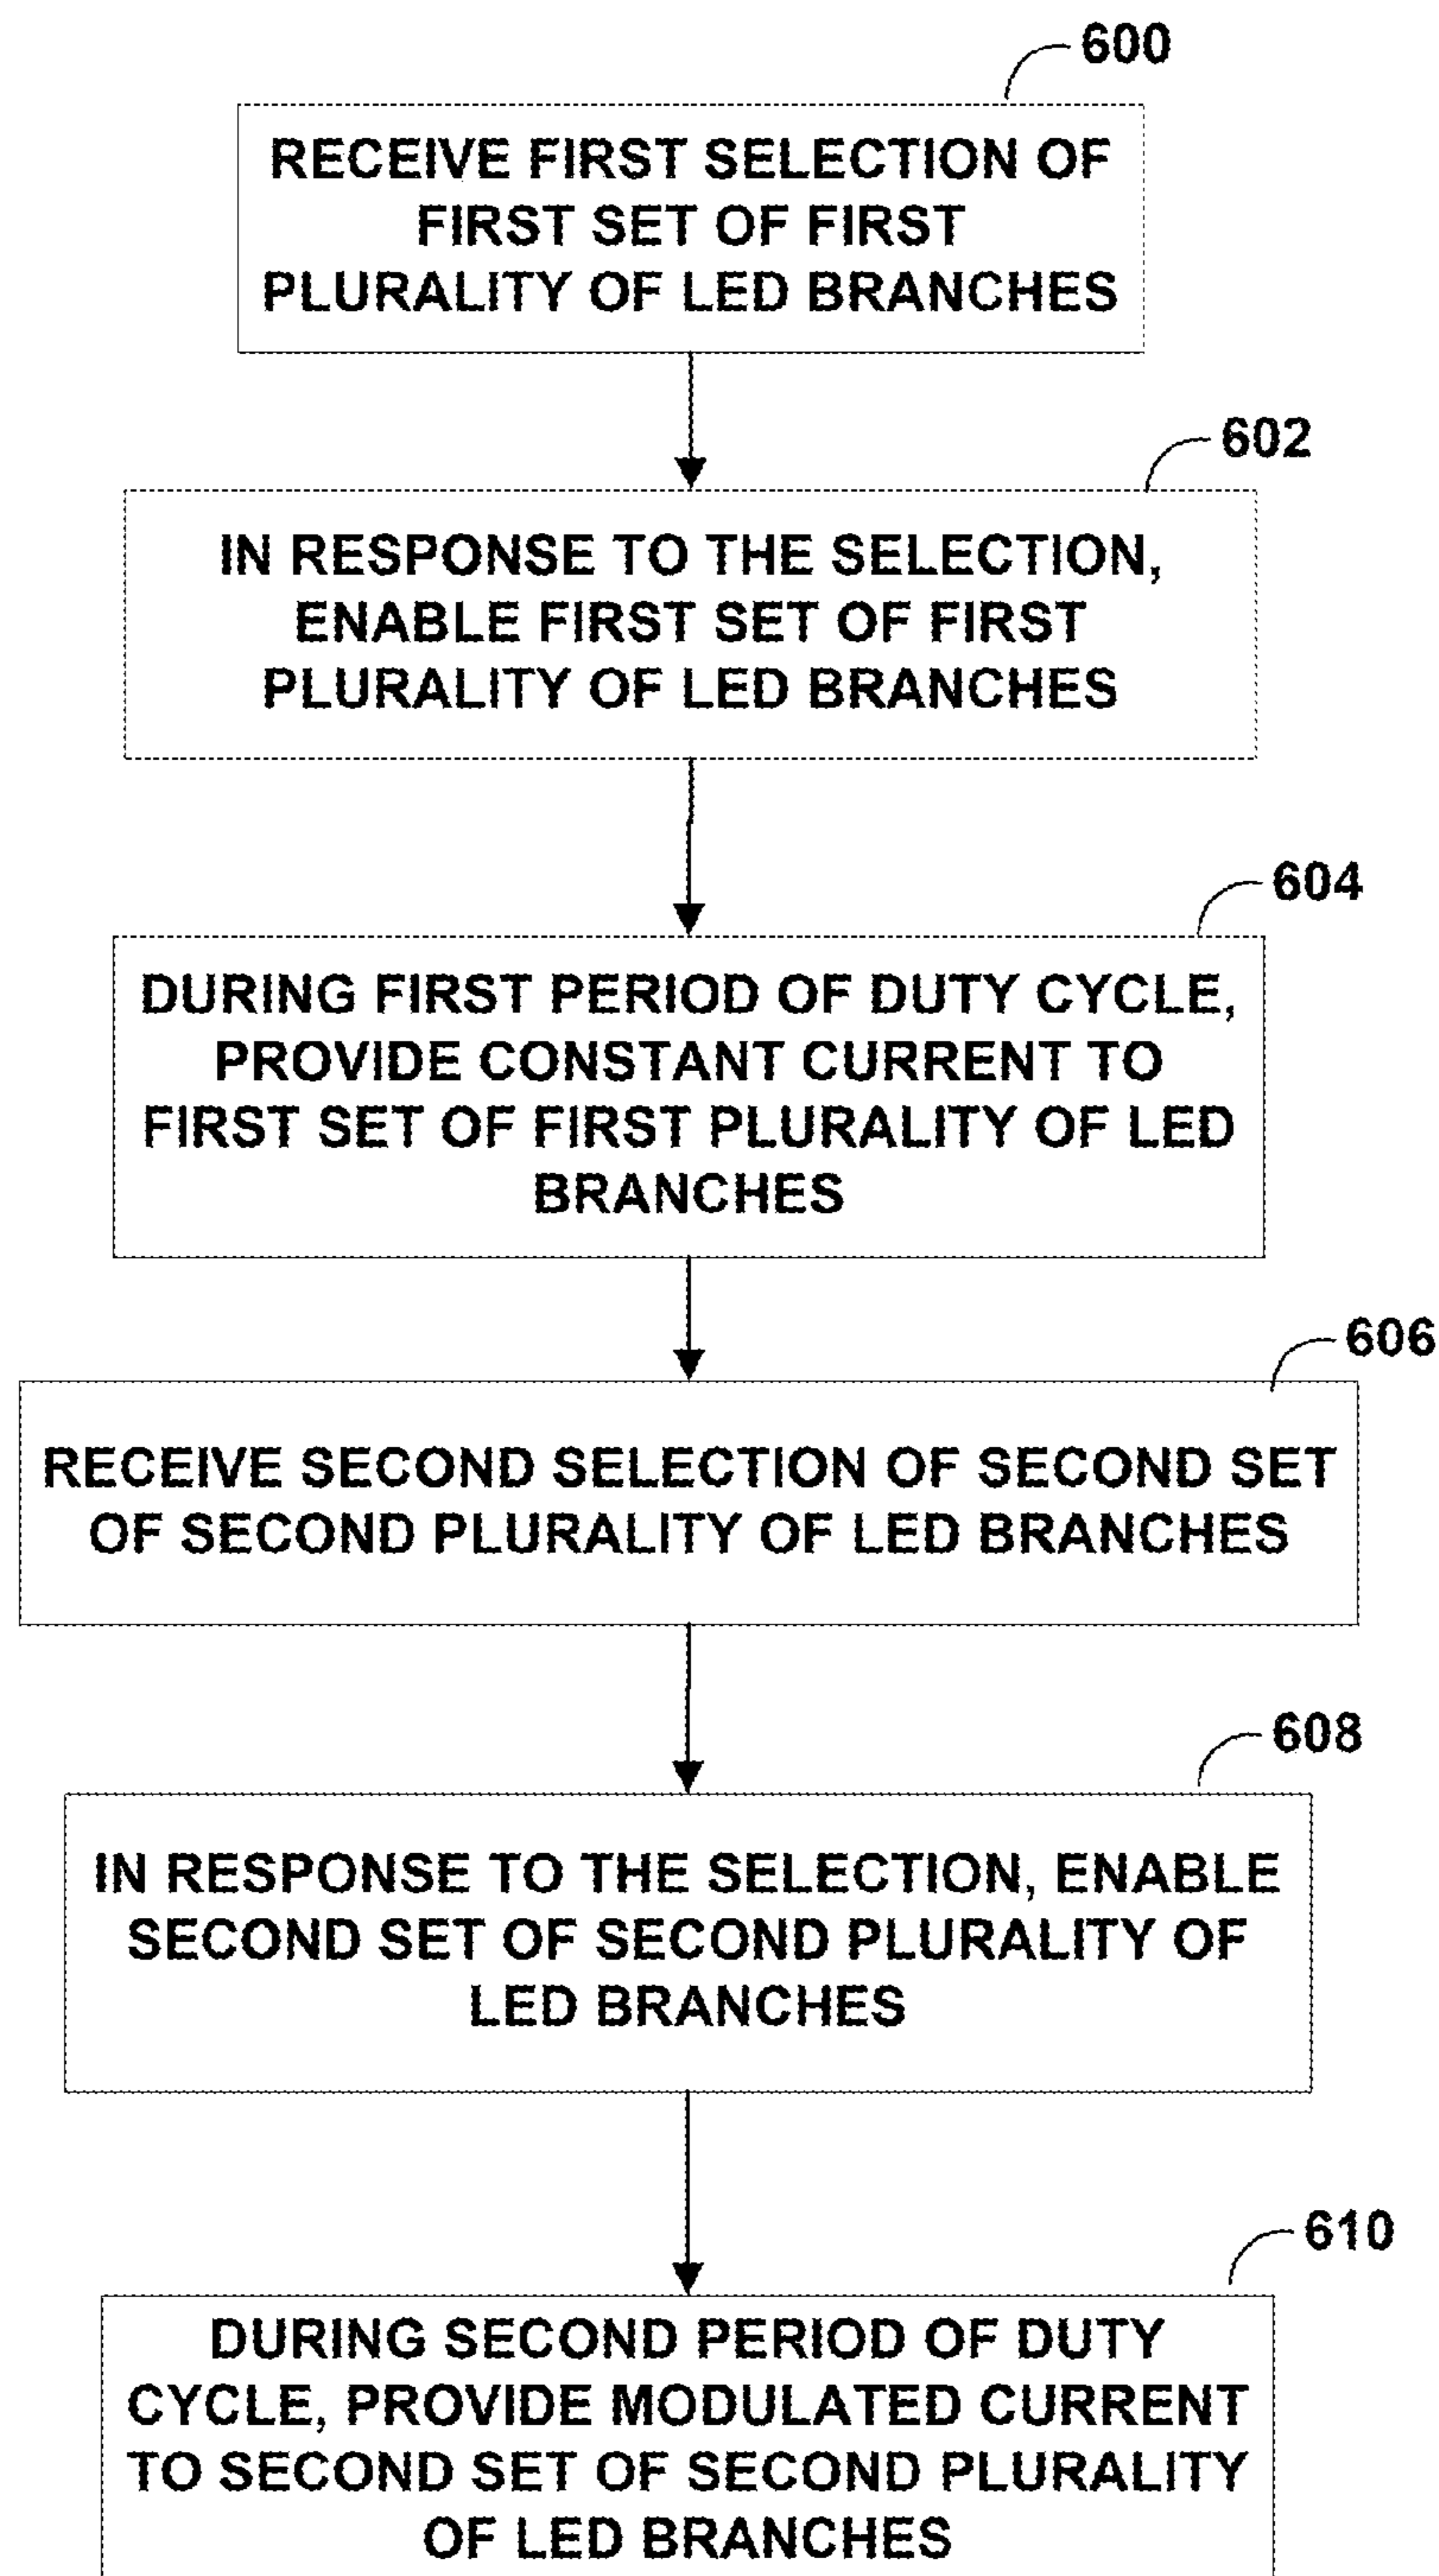 600
RECEIVE FIRST SELECTION OF
FIRST SET OF FIRST
PLURALITY OF LED BRANCHES
602
IN RESPONSE TO THE SELECTION,
ENABLE FIRST SET OF FIRST
PLURALITY OF LED BRANCHES
604
DURING FIRST PERIOD OF DUTY CYCLE,
PROVIDE CONSTANT CURRENT TO
FIRST SET OF FIRST PLURALITY OF LED
BRANCHES
606
RECEIVE SECOND SELECTION OF SECOND SET
OF SECOND PLURALITY OF LED BRANCHES
608
IN RESPONSE TO THE SELECTION, ENABLE
SECOND SET OF SECOND PLURALITY OF
LED BRANCHES
610
DURING SECOND PERIOD OF DUTY
CYCLE, PROVIDE MODULATED CURRENT
TO SECOND SET OF SECOND PLURALITY
OF LED BRANCHES